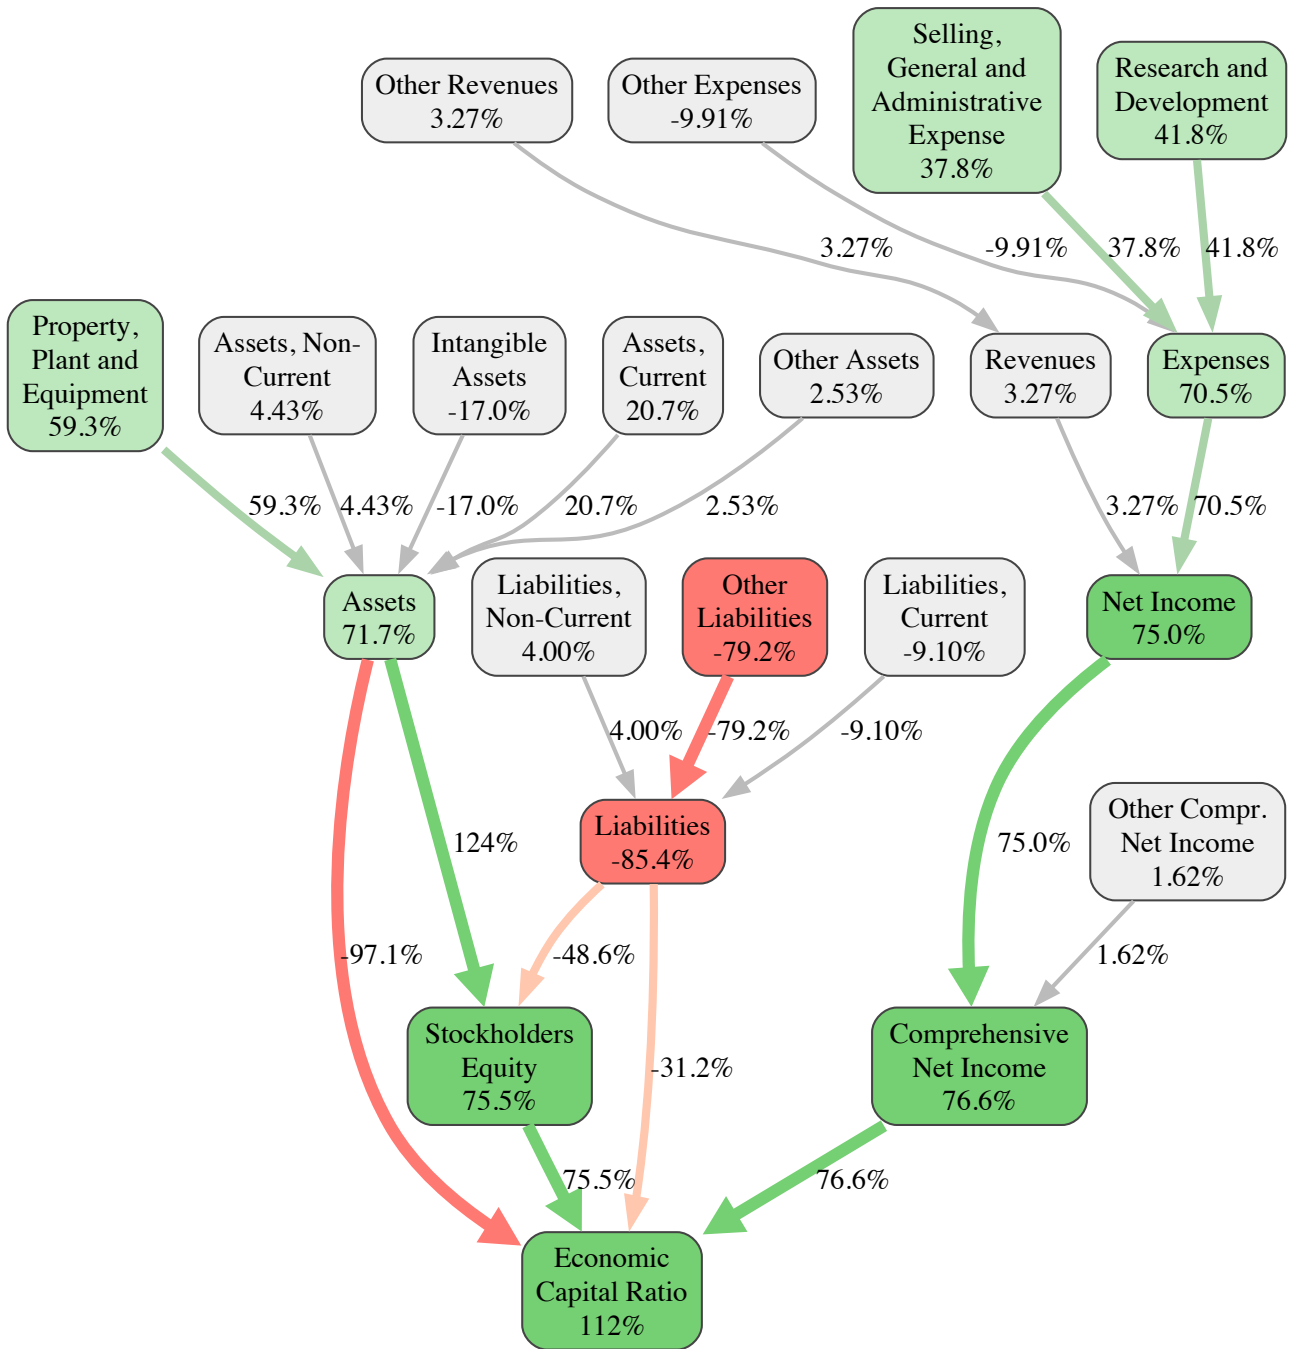 Selling,
General and
Administrative
Expense
37.8%
Research and
Development
41.8%
Other Revenues
3.27%
Other Expenses
-9.91%
3.27%
-9.91%
37.8%
41.8%
Property,
Plant and
Equipment
59.3%
Assets, Non-
Current
4.43%
Intangible
Assets
-17.0%
Assets,
Current
20.7%
Other Assets
2.53%
Revenues
3.27%
Expenses
70.5%
59.3%
4.43%
-17.0%
20.7%
2.53%
3.27%
70.5%
Assets
71.7%
Liabilities,
Non-Current
4.00%
Other
Liabilities
-79.2%
Liabilities,
Current
-9.10%
Net Income
75.0%
4.00%
-79.2%
-9.10%
Liabilities
-85.4%
Other Compr.
Net Income
1.62%
124%
75.0%
-97.1%
-48.6%
1.62%
Stockholders
Equity
75.5%
-31.2%
Comprehensive
Net Income
76.6%
75.5%
76.6%
Economic
Capital Ratio
112%